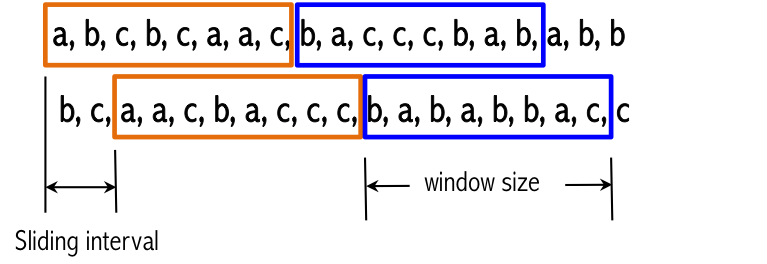 a, b, c, b, c, a, a, c, b, a, c, c, c, b, a, b, a, b, b
b, c, a, a, c, b, a, c, c, c, b, a, b, a, b, b, a, c, c
window size
Sliding interval